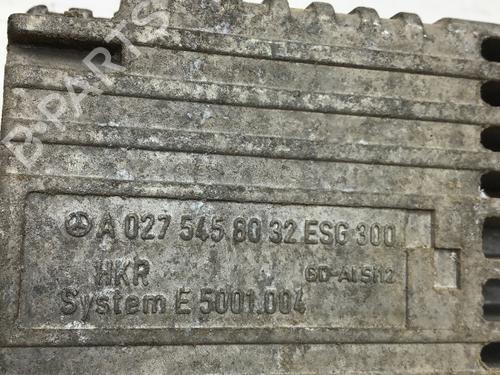 B-PARTS
A 027 545 80 32 ESG 300
HKR
GD-AlSi12
System E 5001.004